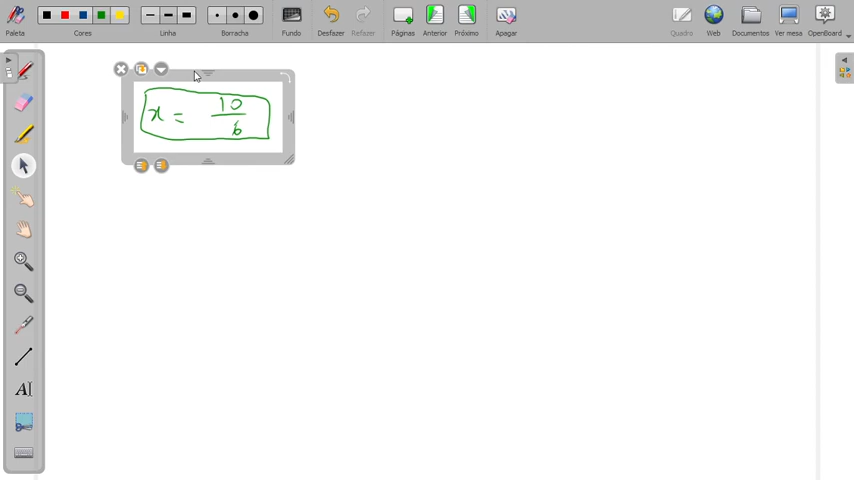 Paleta Cores Linha Borracha Fundo Desfazer Refazer Páginas Anterior Próximo Apagar Quadro Web Documentos Ver mesa OpenBoard
x = 10/6
AI